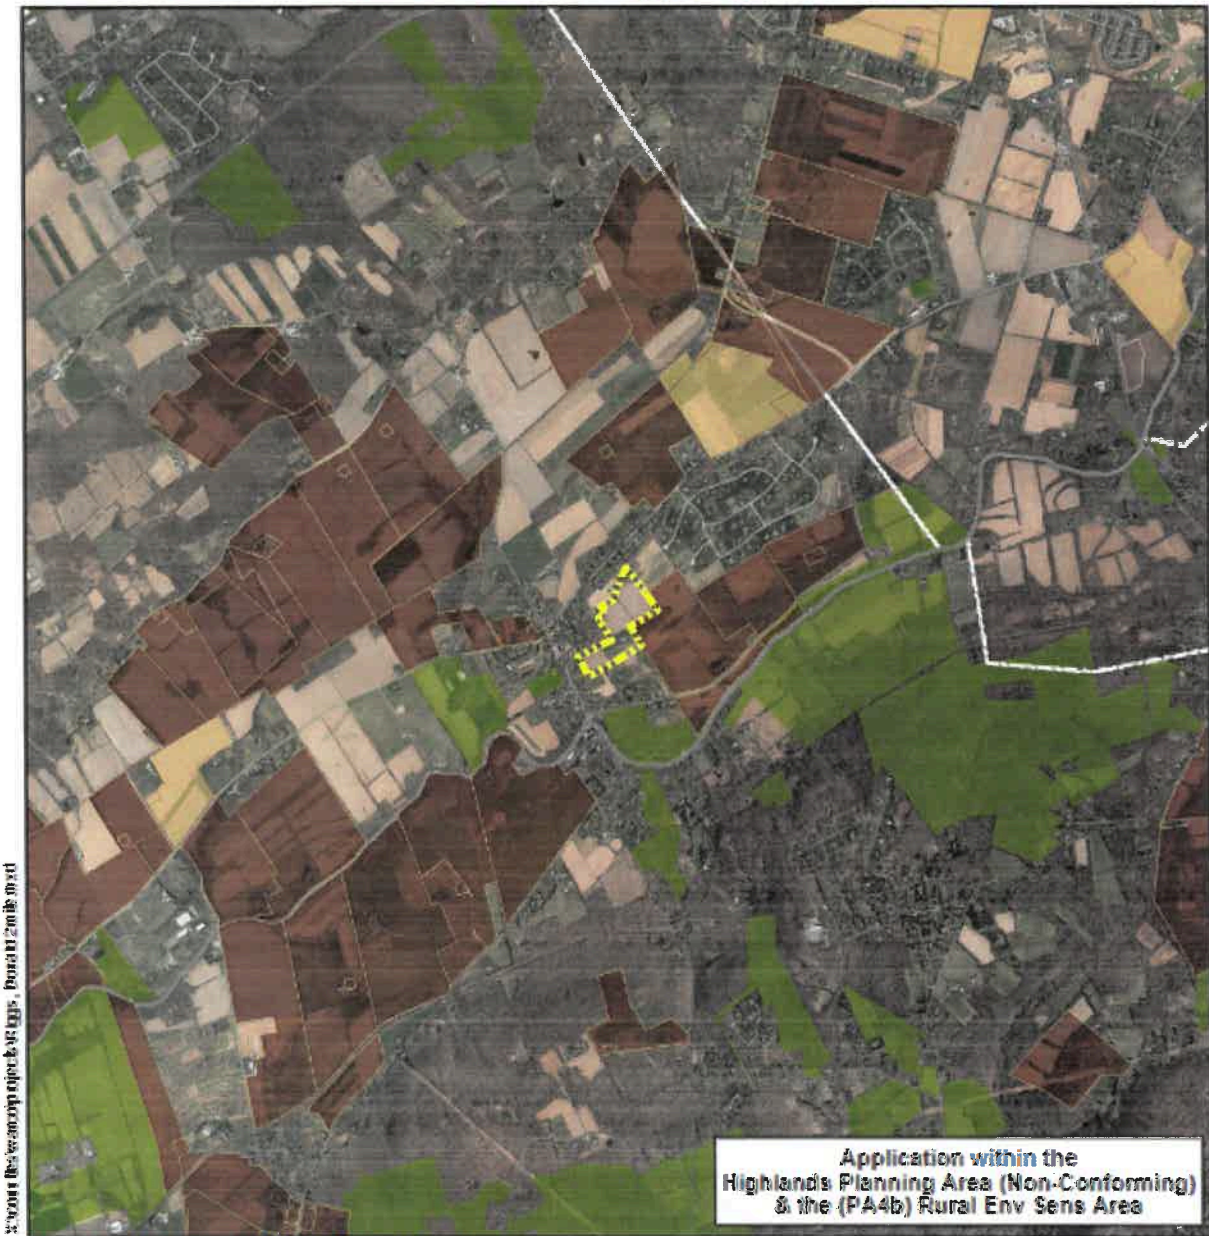 Application within the
Highlands Planning Area (Non-Conforming)
& the (PA4b) Rural Env Sens Area